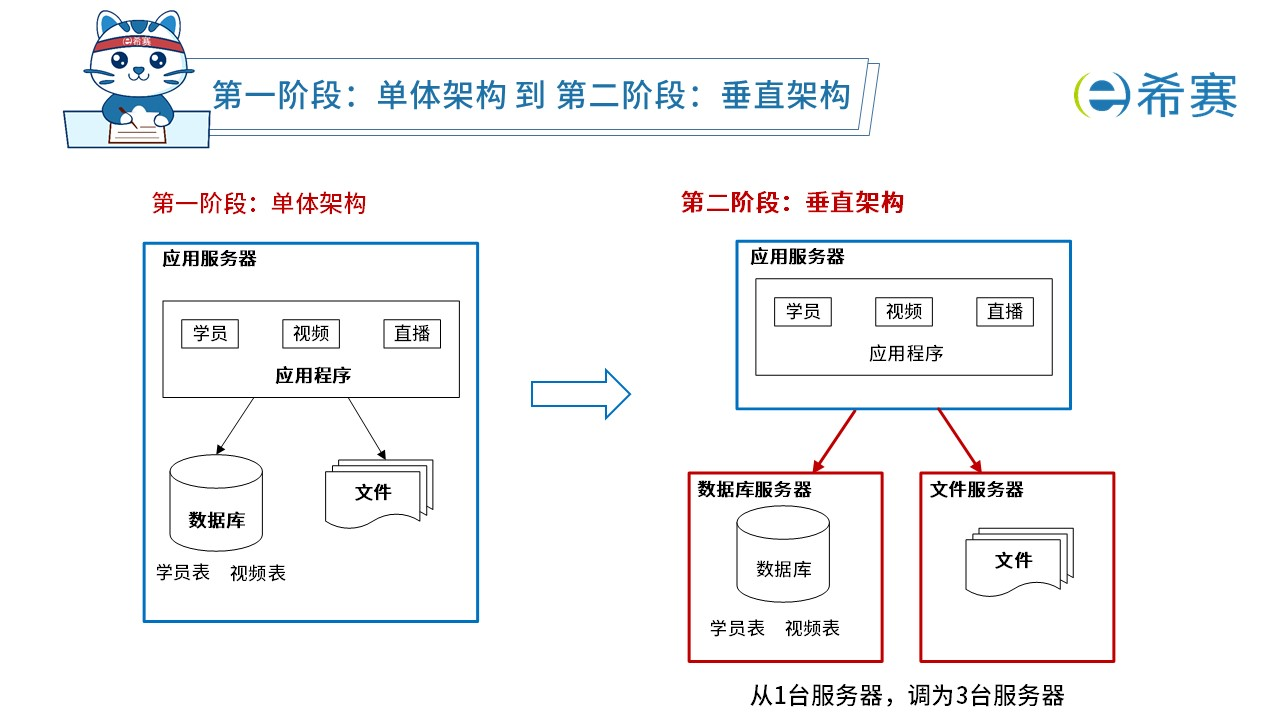 第一阶段：单体架构 到 第二阶段：垂直架构
希赛
e希赛
第一阶段：单体架构
应用服务器
学员 视频 直播
应用程序
数据库
文件
学员表 视频表
第二阶段：垂直架构
应用服务器
学员 视频 直播
应用程序
数据库服务器
数据库
学员表 视频表
文件服务器
文件
从1台服务器，调为3台服务器